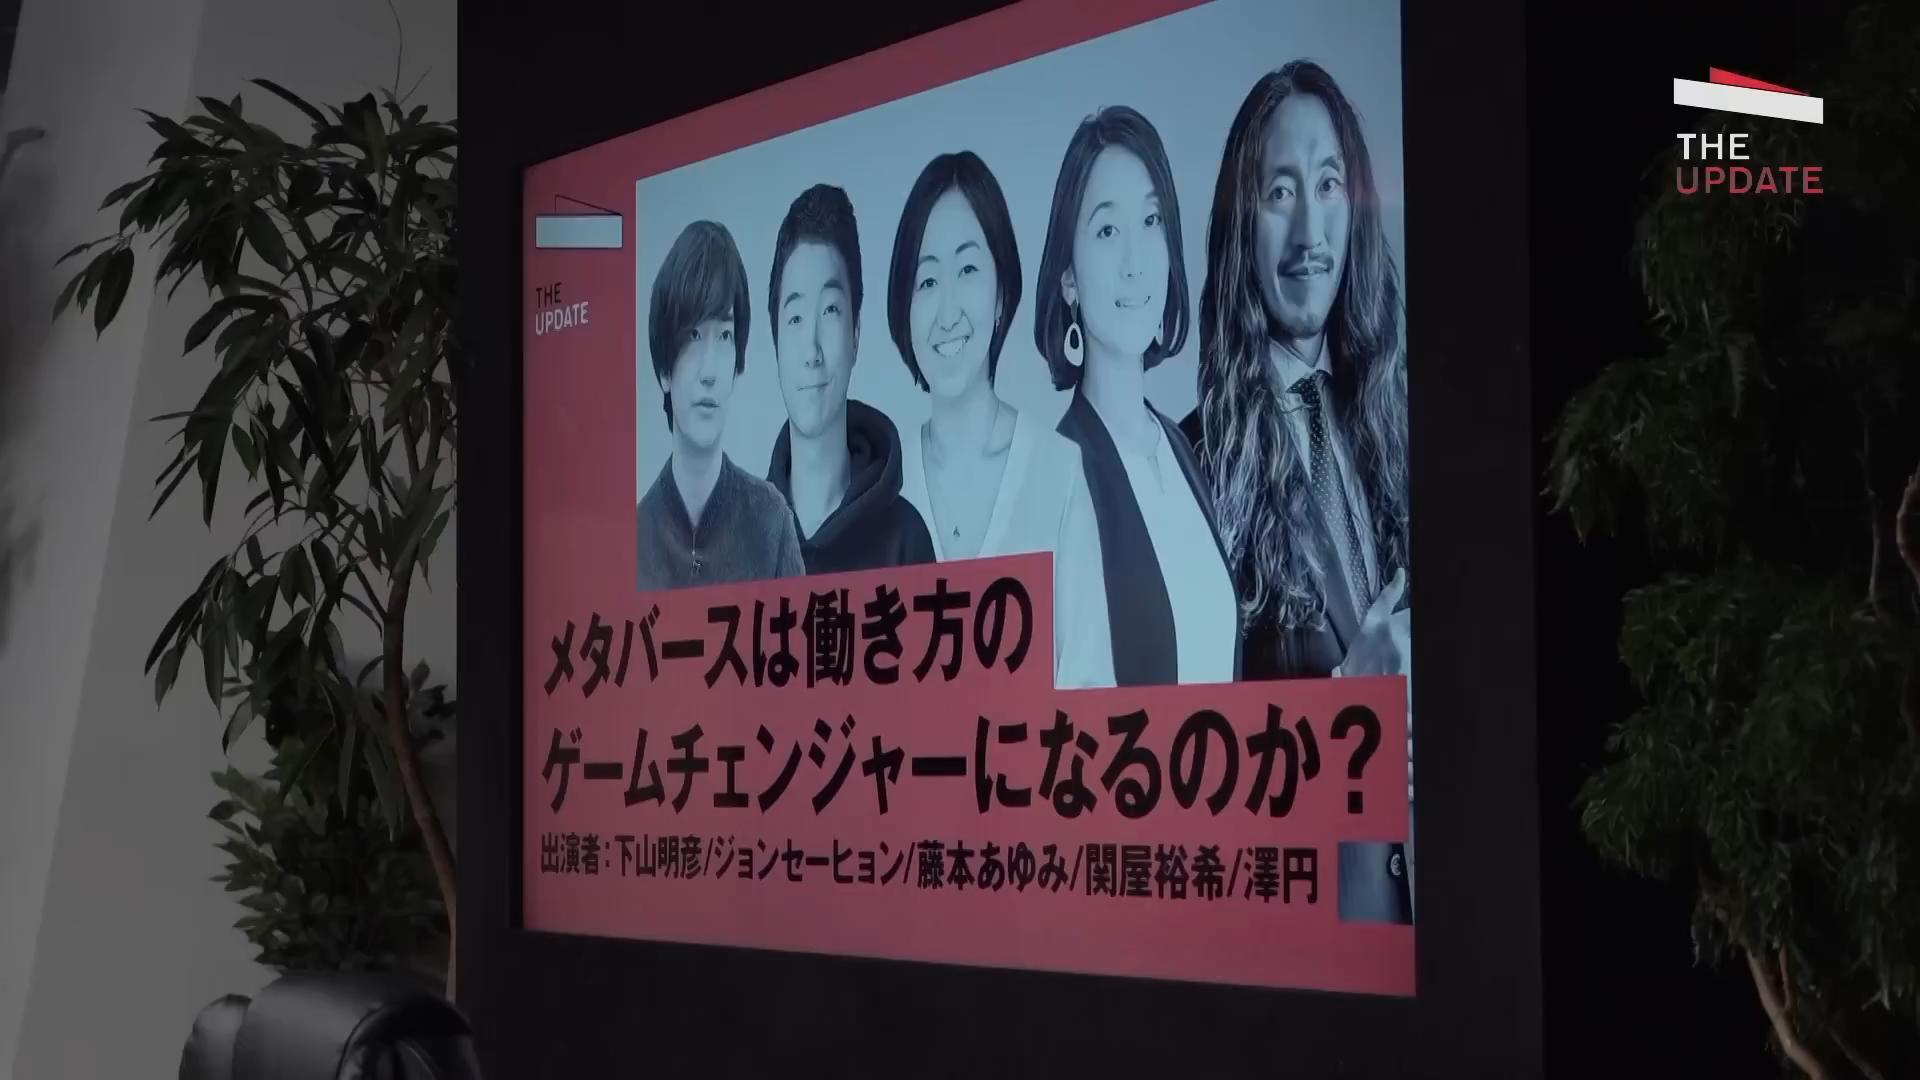 THE
UPDATE
THE
UPDATE
メタバースは働き方の
ゲームチェンジャーになるのか?
出演者:下山明彦/ジョンセーヒョン/藤本あゆみ/関屋裕希/澤円